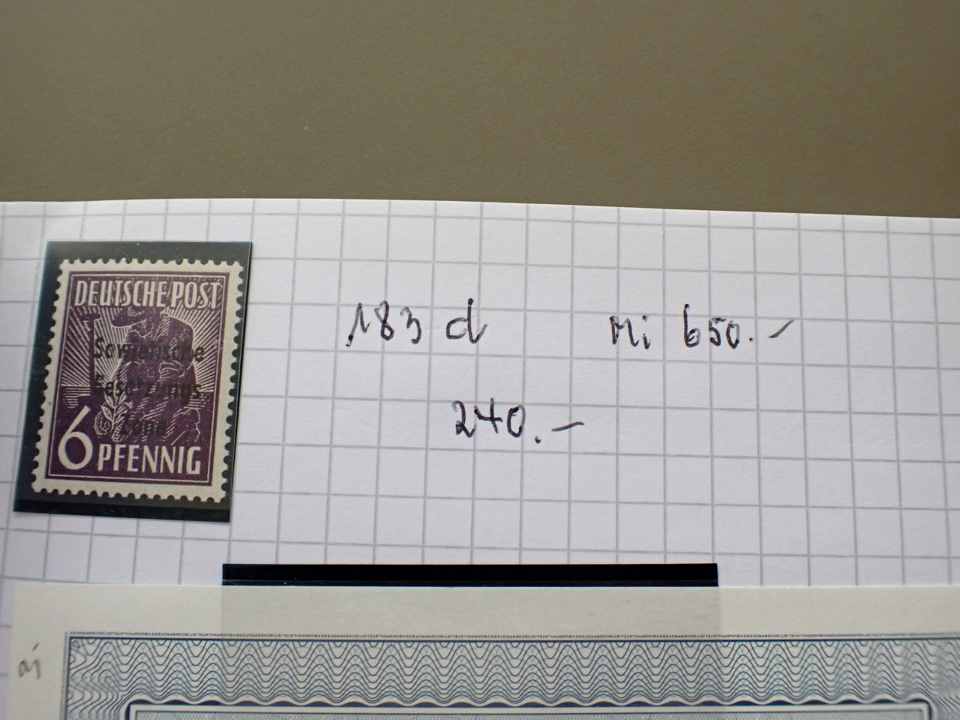 DEUTSCHE POST
Sowjetische
Besatzungs
Zone
6 PFENNIG
183 d Mi 650.-
240.-